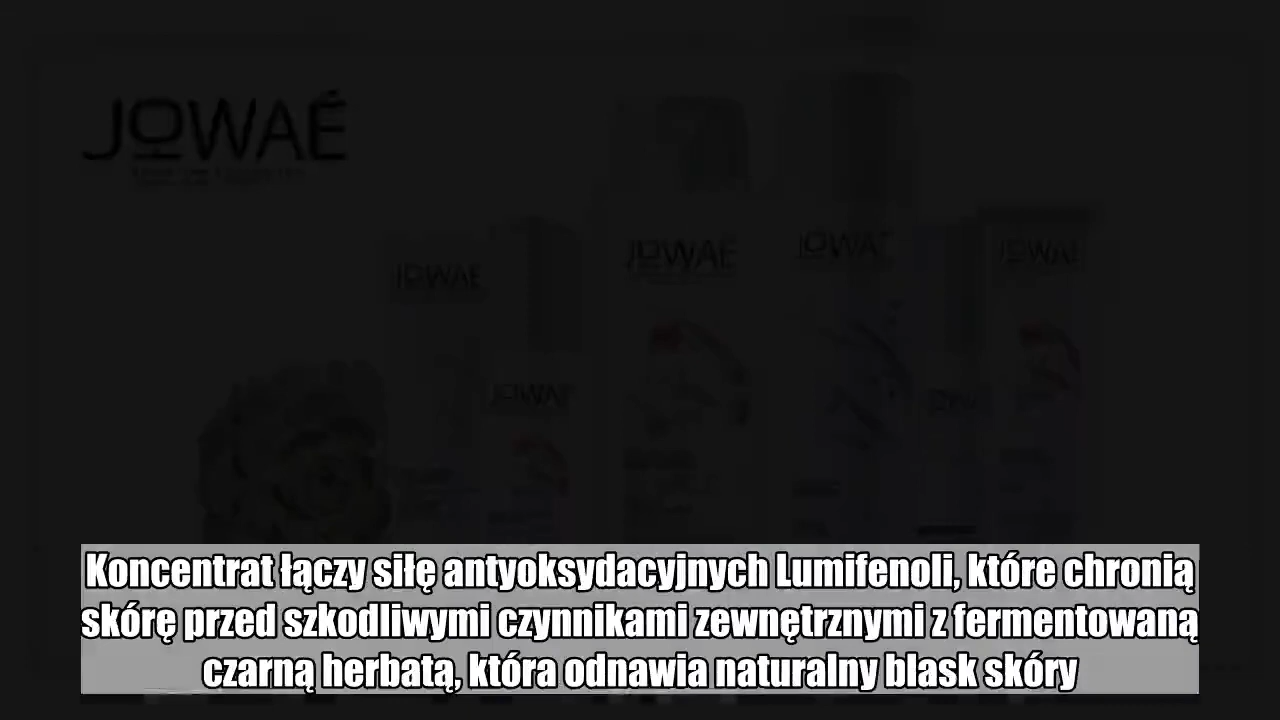 JOWAÉ
JOWAÉ
JOWAÉ
JOWAÉ
JOWAÉ
JOWAÉ
Koncentrat łączy siłę antyoksydacyjnych Lumifenoli, które chronią
skórę przed szkodliwymi czynnikami zewnętrznymi z fermentowaną
czarną herbatą, która odnawia naturalny blask skóry